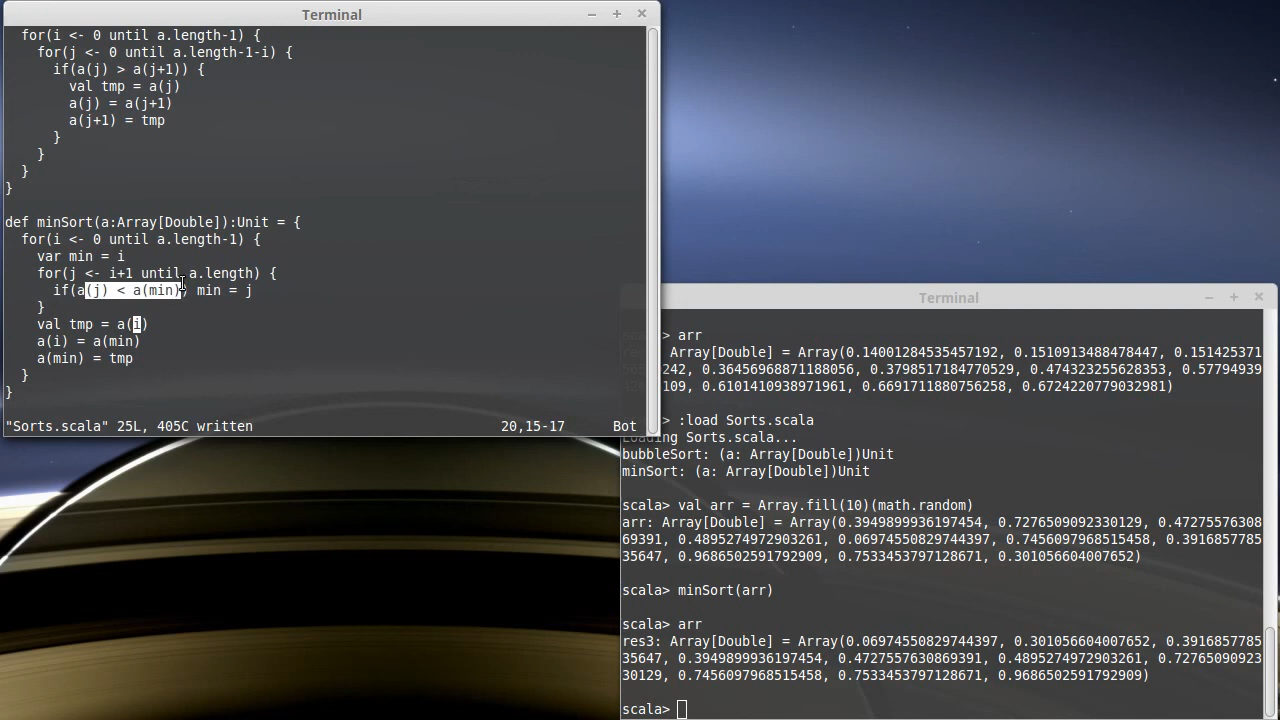 Terminal
for(i <- 0 until a.length-1) {
for(j <- 0 until a.length-1-i) {
if(a(j) > a(j+1)) {
val tmp = a(j)
a(j) = a(j+1)
a(j+1) = tmp
}
}
}
}
def minSort(a:Array[Double]):Unit = {
for(i <- 0 until a.length-1) {
var min = i
for(j <- i+1 until a.length) {
if(a(j) < a(min)) min = j
}
val tmp = a(i)
a(i) = a(min)
a(min) = tmp
}
}
"Sorts.scala" 25L, 405C written 20,15-17 Bot
Terminal
> arr
Array[Double] = Array(0.14001284535457192, 0.1510913488478447, 0.151425371
242, 0.36456968871188056, 0.3798517184770529, 0.474323255628353, 0.57794939
109, 0.6101410938971961, 0.6691711880756258, 0.6724220779032981)
> :load Sorts.scala
Loading Sorts.scala...
bubbleSort: (a: Array[Double])Unit
minSort: (a: Array[Double])Unit
scala> val arr = Array.fill(10)(math.random)
arr: Array[Double] = Array(0.3949899936197454, 0.7276509092330129, 0.47275576308
69391, 0.4895274972903261, 0.06974550829744397, 0.7456097968515458, 0.3916857785
35647, 0.9686502591792909, 0.7533453797128671, 0.301056604007652)
scala> minSort(arr)
scala> arr
res3: Array[Double] = Array(0.06974550829744397, 0.301056604007652, 0.3916857785
35647, 0.3949899936197454, 0.4727557630869391, 0.4895274972903261, 0.72765090923
30129, 0.7456097968515458, 0.7533453797128671, 0.9686502591792909)
scala>